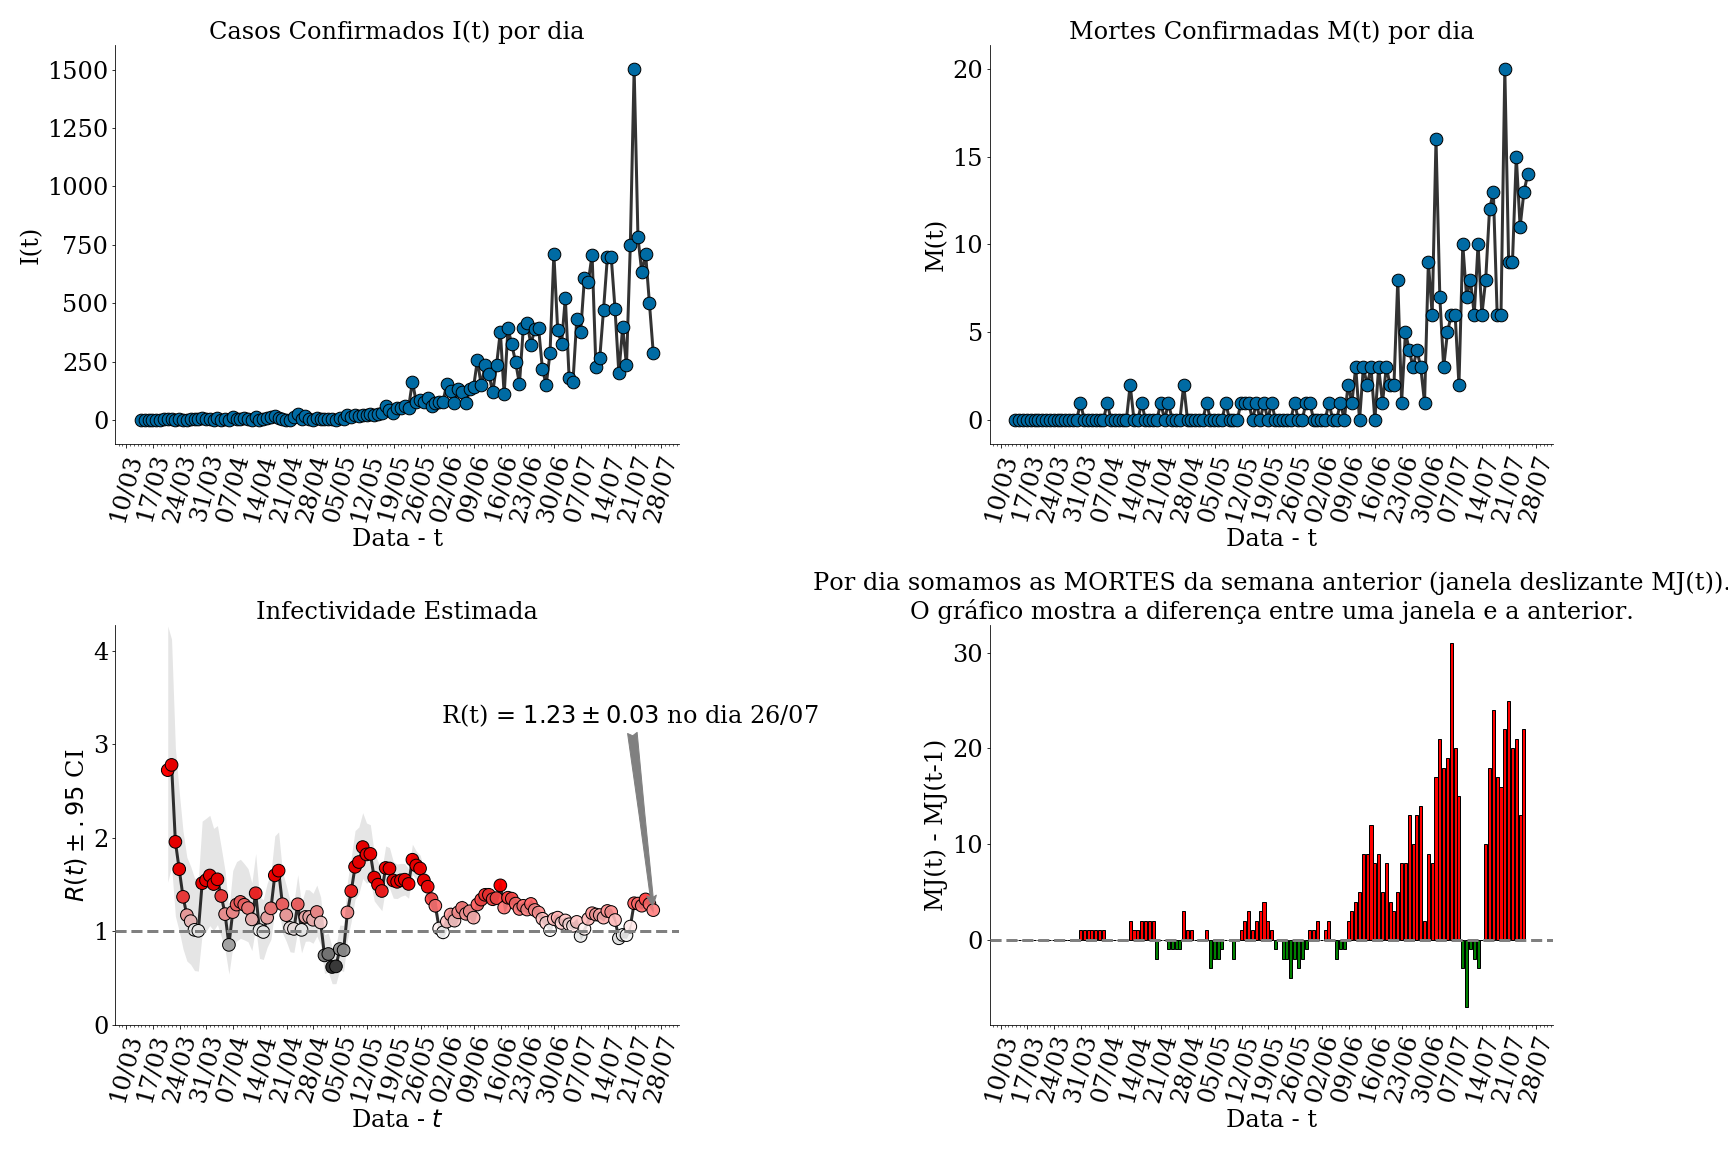 Casos Confirmados I(t) por dia
1500
1250
1000
750
500
250
0
I(t)
10/03 17/03 24/03 31/03 07/04 14/04 21/04 28/04 05/05 12/05 19/05 26/05 02/06 09/06 16/06 23/06 30/06 07/07 14/07 21/07 28/07
Data - t
Mortes Confirmadas M(t) por dia
20
15
10
5
0
M(t)
10/03 17/03 24/03 31/03 07/04 14/04 21/04 28/04 05/05 12/05 19/05 26/05 02/06 09/06 16/06 23/06 30/06 07/07 14/07 21/07 28/07
Data - t
Infectividade Estimada
4
3
2
1
0
R(t) ± .95 CI
R(t) = 1.23 ± 0.03 no dia 26/07
10/03 17/03 24/03 31/03 07/04 14/04 21/04 28/04 05/05 12/05 19/05 26/05 02/06 09/06 16/06 23/06 30/06 07/07 14/07 21/07 28/07
Data - t
Por dia somamos as MORTES da semana anterior (janela deslizante MJ(t)).
O gráfico mostra a diferença entre uma janela e a anterior.
30
20
10
0
MJ(t) - MJ(t-1)
10/03 17/03 24/03 31/03 07/04 14/04 21/04 28/04 05/05 12/05 19/05 26/05 02/06 09/06 16/06 23/06 30/06 07/07 14/07 21/07 28/07
Data - t